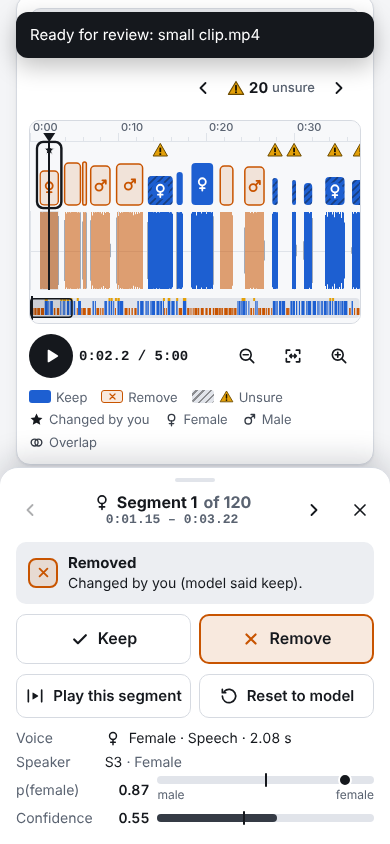 Ready for review: small clip.mp4
20 unsure
0:00 0:10 0:20 0:30
0:02.2 / 5:00
Keep Remove Unsure
Changed by you Female Male
Overlap
Segment 1 of 120
0:01.15 – 0:03.22
Removed
Changed by you (model said keep).
Keep Remove
Play this segment Reset to model
Voice Female · Speech · 2.08 s
Speaker S3 · Female
p(female) 0.87
male female
Confidence 0.55